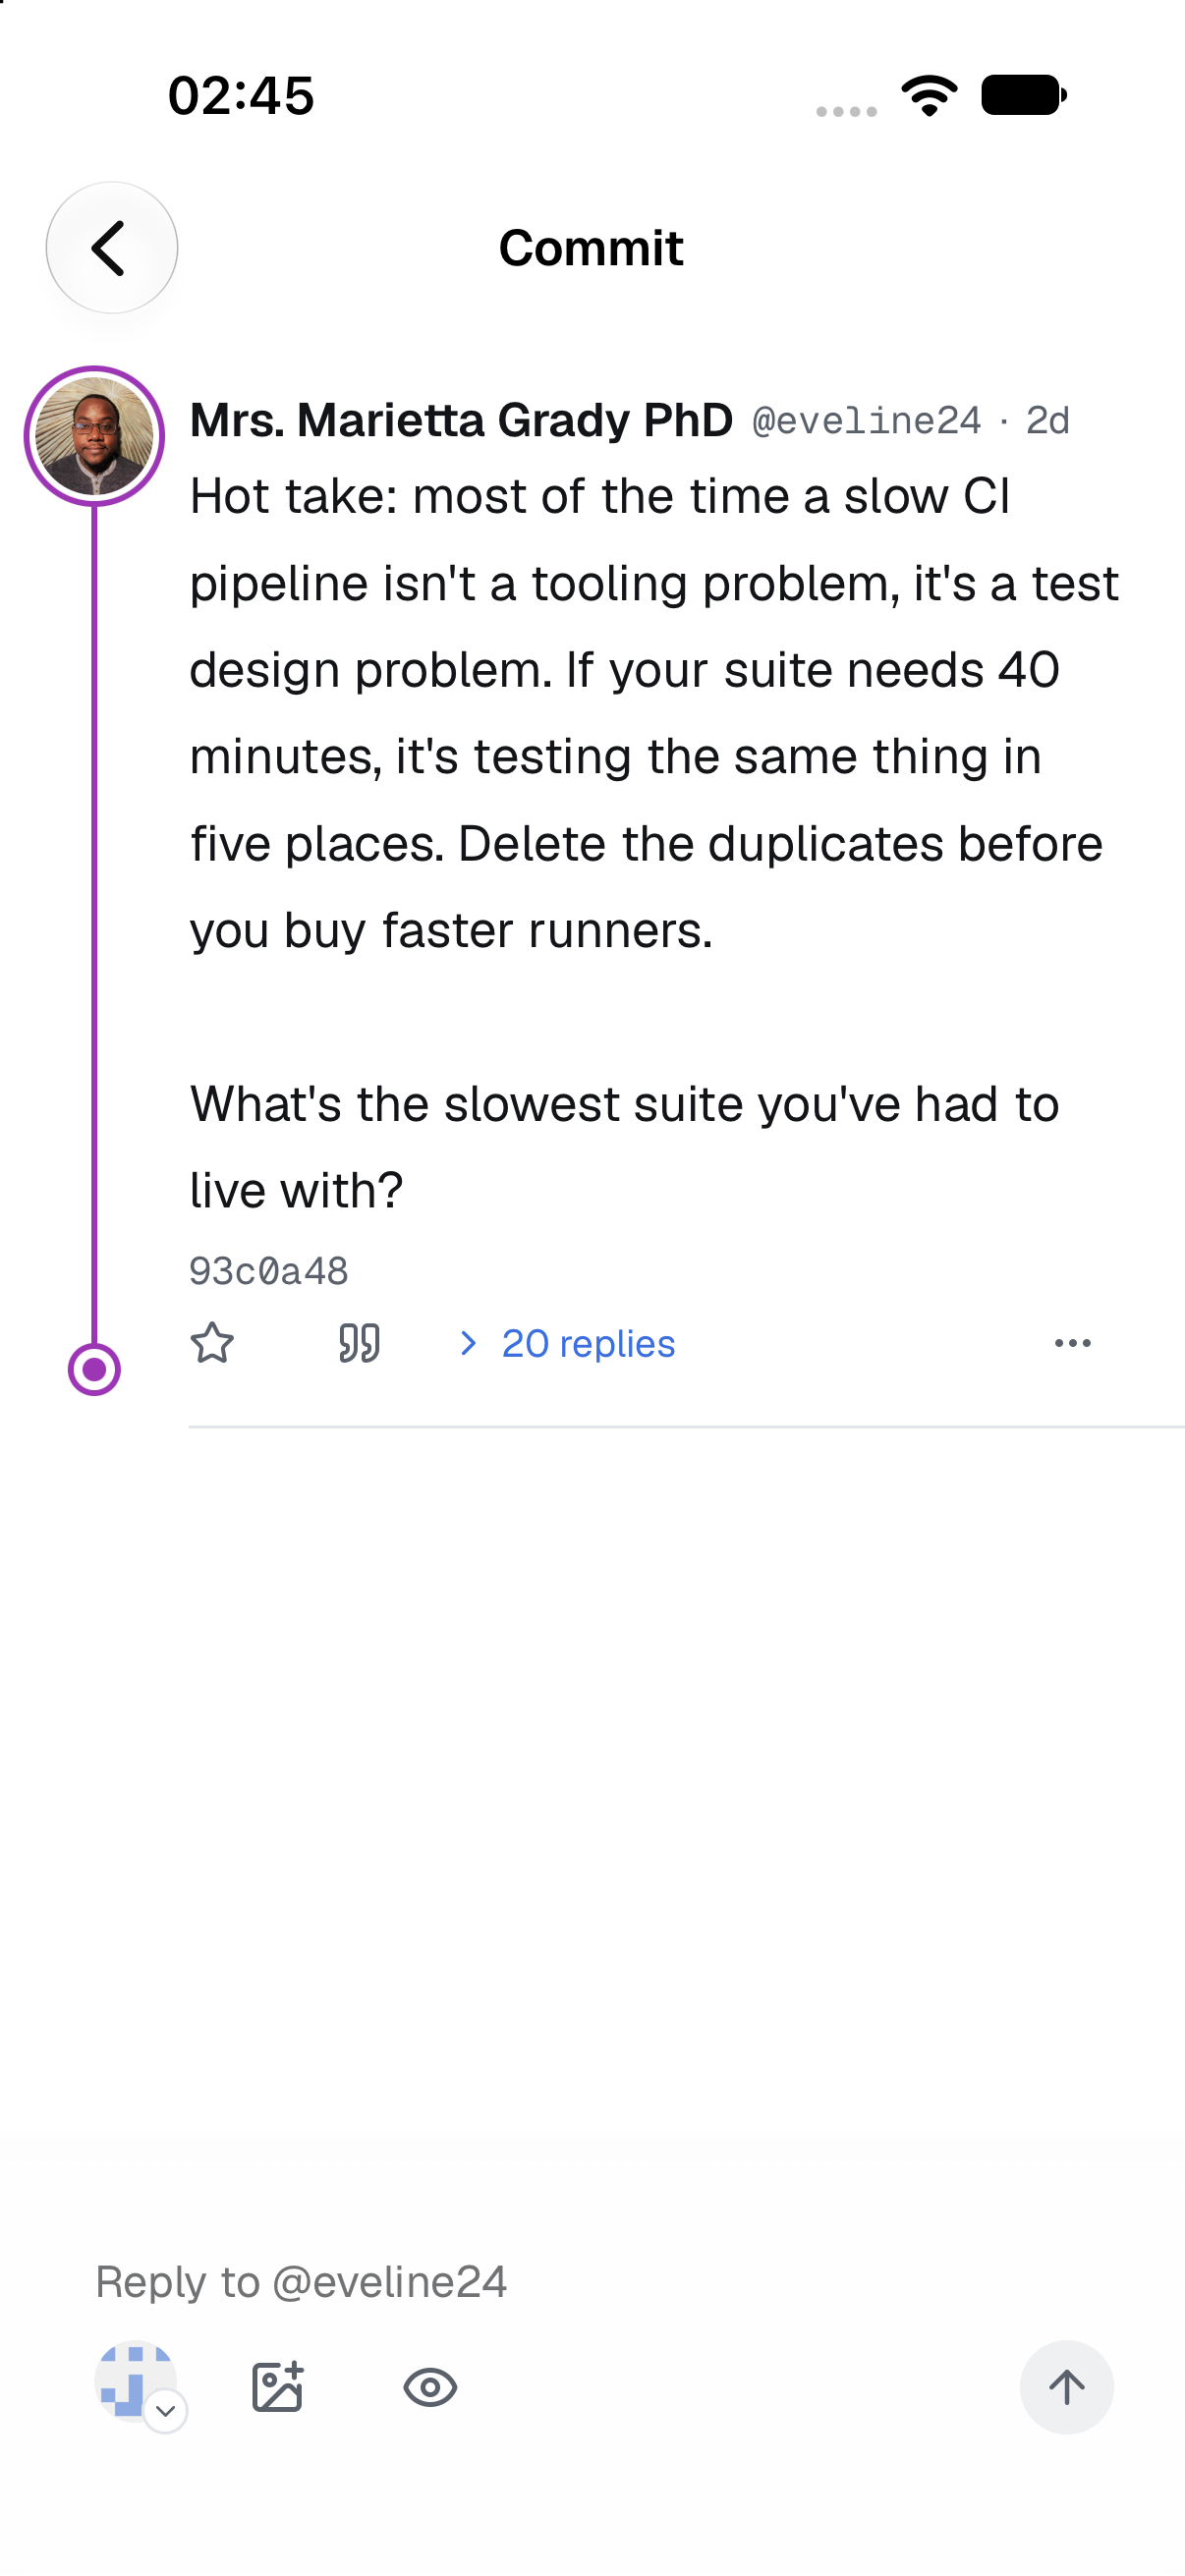 02:45
Commit
Mrs. Marietta Grady PhD @eveline24 · 2d
Hot take: most of the time a slow CI
pipeline isn't a tooling problem, it's a test
design problem. If your suite needs 40
minutes, it's testing the same thing in
five places. Delete the duplicates before
you buy faster runners.
What's the slowest suite you've had to
live with?
93c0a48
20 replies
Reply to @eveline24